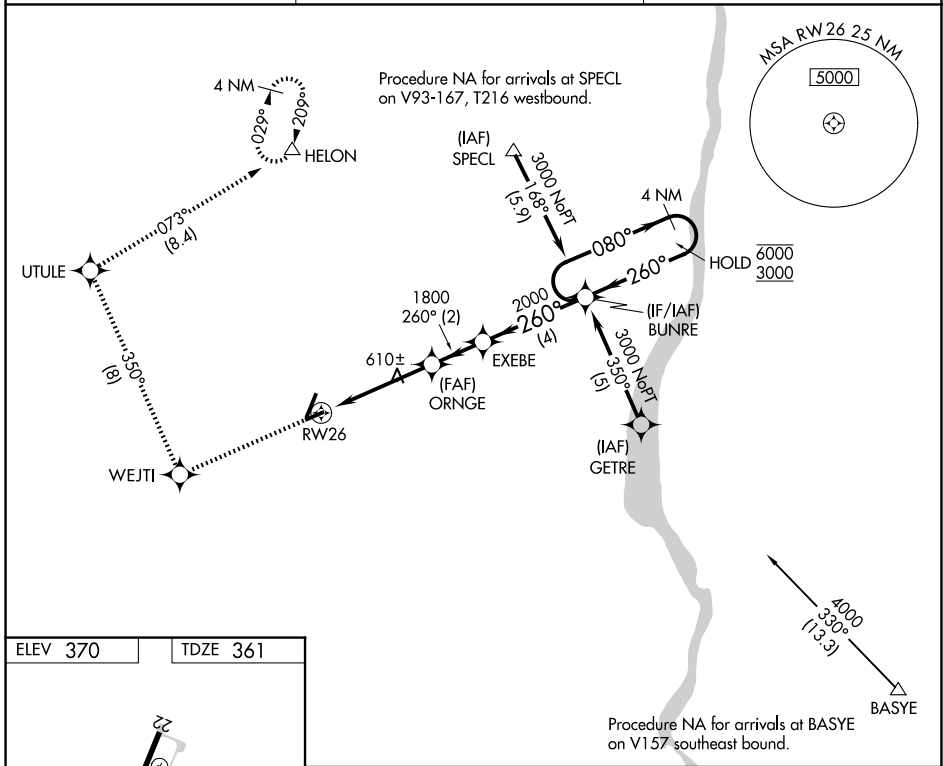 MSA RW26 25 NM
5000
Procedure NA for arrivals at SPECL
on V93-167, T216 westbound.
4 NM
029°
209°
HELON
(IAF)
SPECL
3000 NoPT
168°
(5.9)
4 NM
080°
260°
HOLD 6000
3000
073°
(8.4)
UTULE
(IF/IAF)
BUNRE
2000
260°
(4)
1800
260° (2)
EXEBE
610±
(FAF)
ORNGE
3000 NoPT
350°
(5)
350°
(8)
RW26
(IAF)
GETRE
WEJTI
4000
330°
(13.3)
BASYE
Procedure NA for arrivals at BASYE
on V157 southeast bound.
ELEV 370
TDZE 361
22